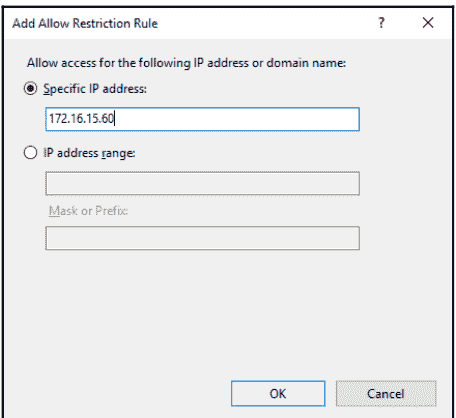 Add Allow Restriction Rule ? ×
Allow access for the following IP address or domain name:
Specific IP address:
172.16.15.60
IP address range:
Mask or Prefix:
OK Cancel